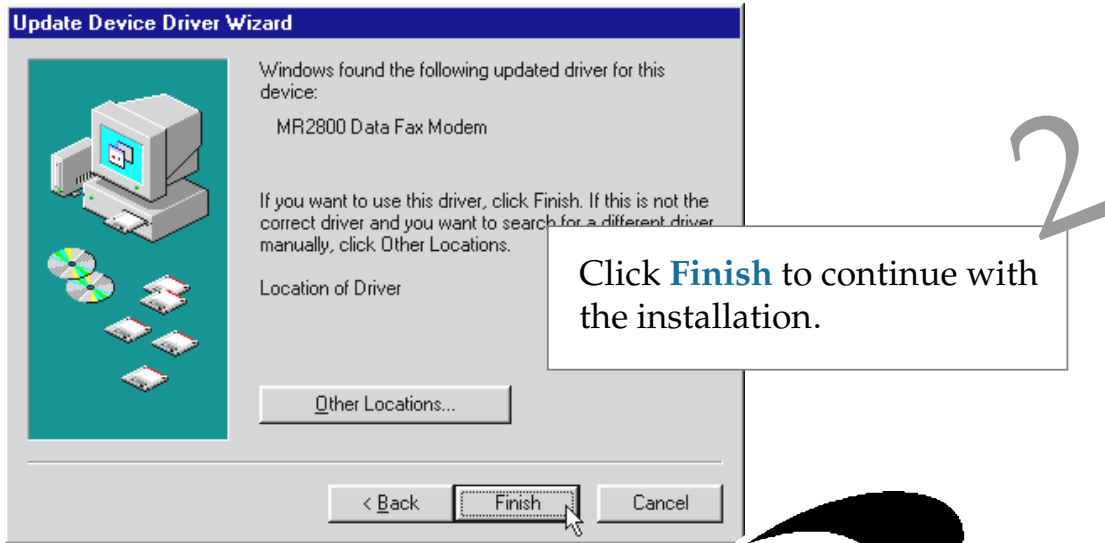 Update Device Driver Wizard
Windows found the following updated driver for this
device:
MR2800 Data Fax Modem
If you want to use this driver, click Finish. If this is not the
correct driver and you want to search for a different driver
manually, click Other Locations.
Location of Driver
Other Locations...
< Back Finish Cancel
2
Click Finish to continue with
the installation.